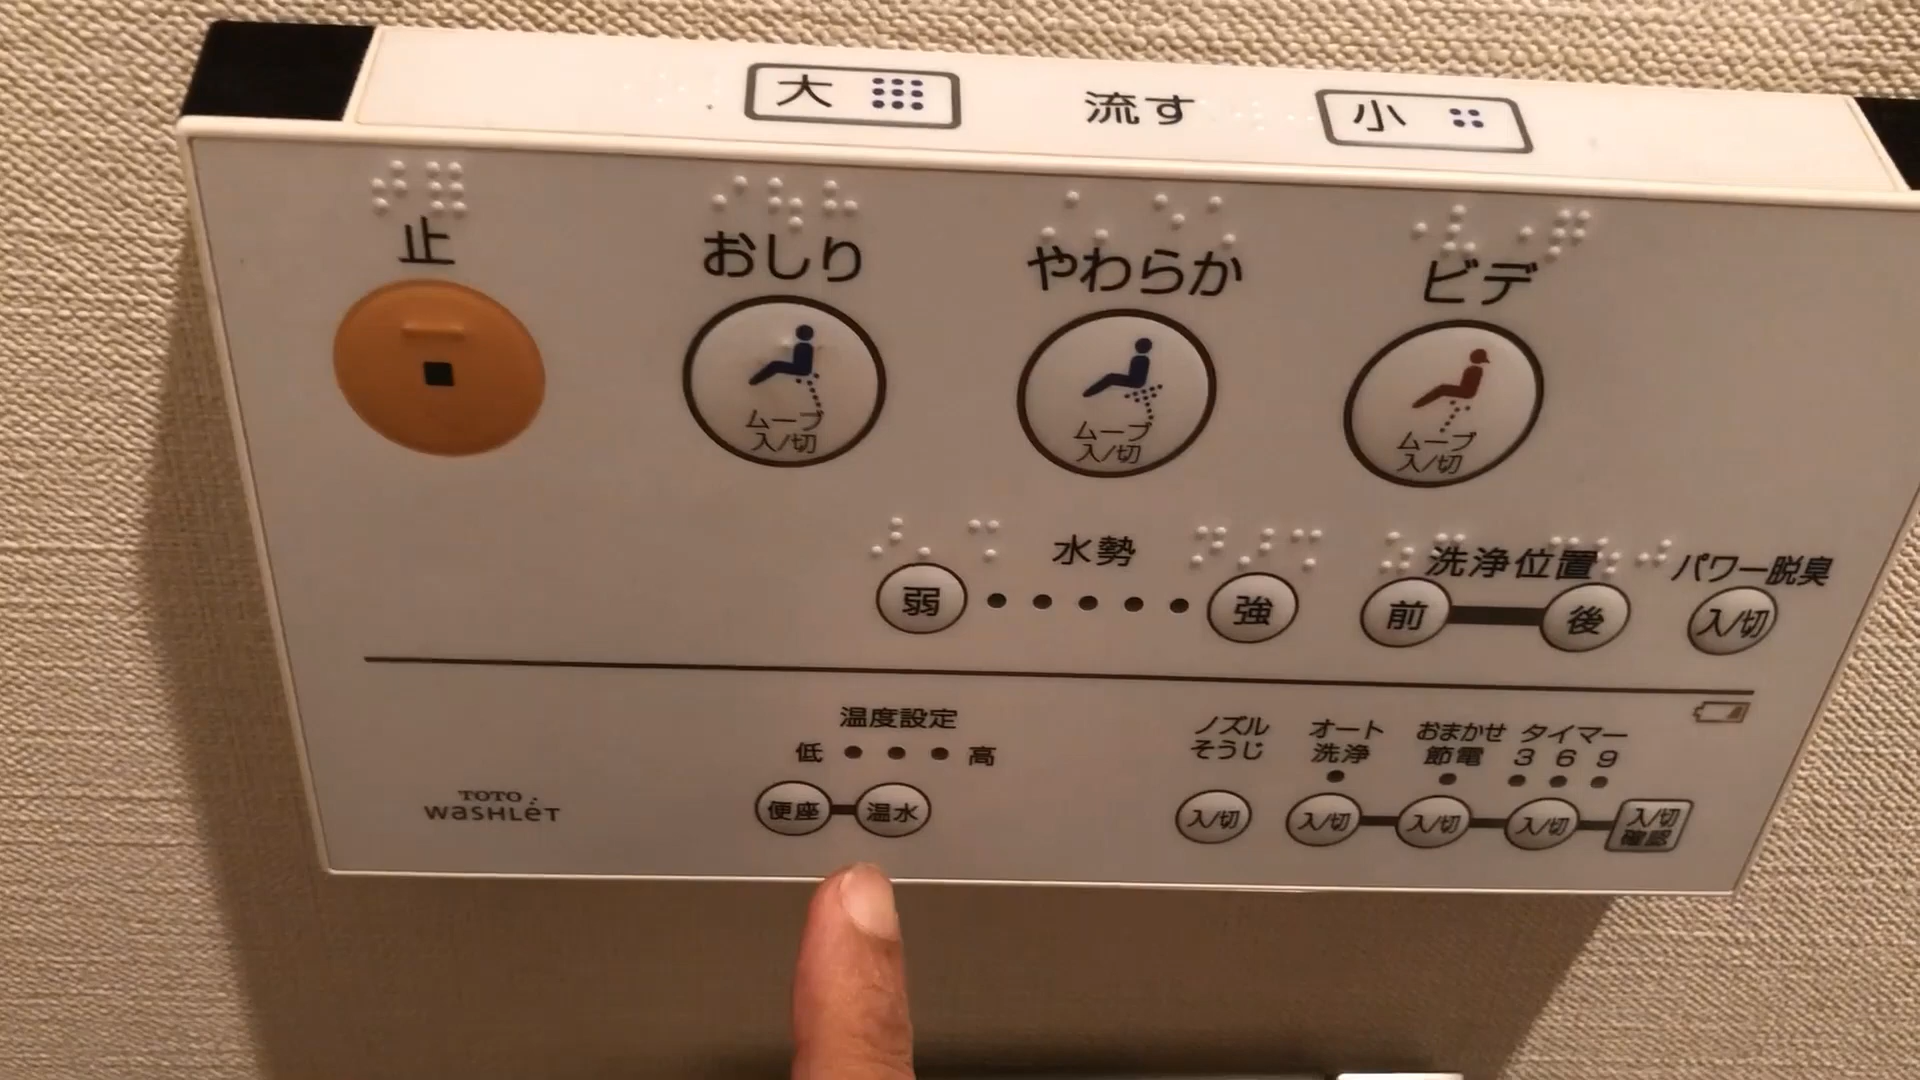 大 流す 小
止 おしり やわらか ビデ
ムーブ 入/切 ムーブ 入/切 ムーブ 入/切
水勢 洗浄位置 パワー脱臭
弱 強 前 後 入/切
温度設定
低 高
便座 温水
TOTO
WASHLET
ノズル そうじ オート 洗浄 おまかせ 節電 タイマー
3 6 9
入/切 入/切 入/切 入/切 入/切 確認